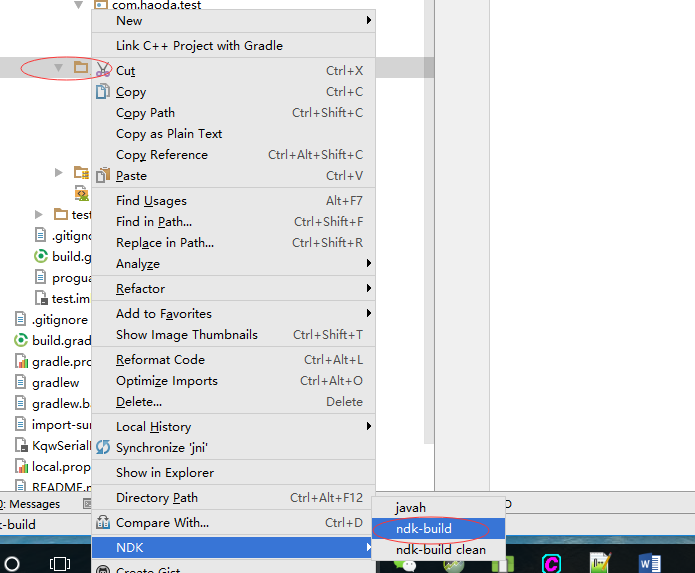 com.haoda.test
New
Link C++ Project with Gradle
Cut Ctrl+X
Copy Ctrl+C
Copy Path Ctrl+Shift+C
Copy as Plain Text
Copy Reference Ctrl+Alt+Shift+C
Paste Ctrl+V
Find Usages Alt+F7
Find in Path... Ctrl+Shift+F
Replace in Path... Ctrl+Shift+R
Analyze
Refactor
Add to Favorites
Show Image Thumbnails Ctrl+Shift+T
Reformat Code Ctrl+Alt+L
Optimize Imports Ctrl+Alt+O
Delete... Delete
Local History
Synchronize 'jni'
Show in Explorer
Directory Path Ctrl+Alt+F12
Compare With... Ctrl+D
NDK
Create Gist...
javah
ndk-build
ndk-build clean
test
.gitigno
build.g
progua
test.im
.gitignore
build.grad
gradle.pro
gradlew
gradlew.ba
import-sur
KqwSerialP
local.prop
README.m
0: Messages
-build